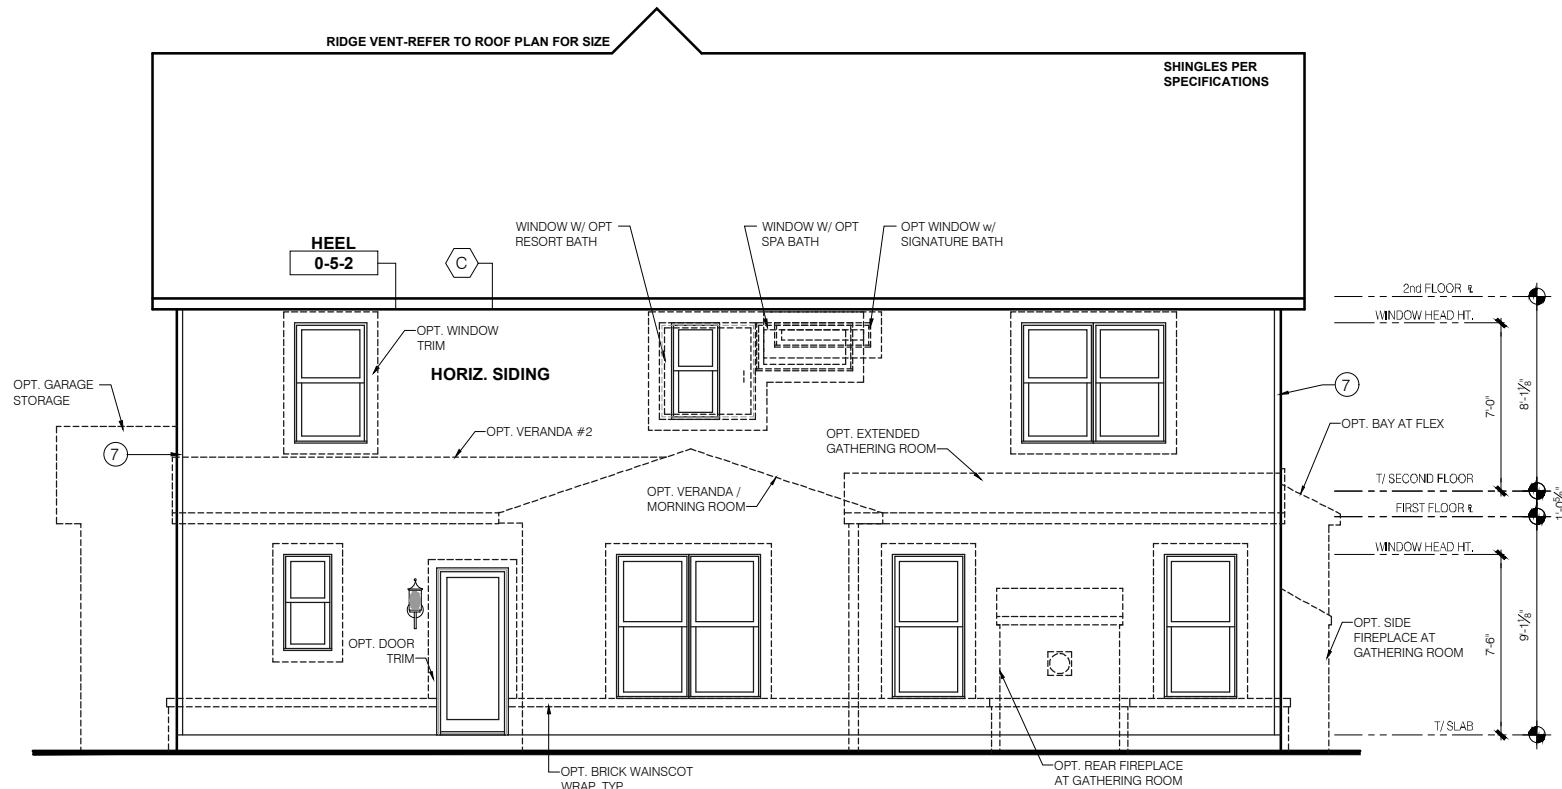 RIDGE VENT-REFER TO ROOF PLAN FOR SIZE
SHINGLES PER
SPECIFICATIONS
HEEL
0-5-2
C
WINDOW W/ OPT
RESORT BATH
WINDOW W/ OPT
SPA BATH
OPT WINDOW w/
SIGNATURE BATH
2nd FLOOR ℄
WINDOW HEAD HT.
OPT. WINDOW
TRIM
HORIZ. SIDING
OPT. GARAGE
STORAGE
7
7
7'-0"
8'-1⅛"
OPT. VERANDA #2
OPT. EXTENDED
GATHERING ROOM
OPT. BAY AT FLEX
OPT. VERANDA /
MORNING ROOM
T/ SECOND FLOOR
FIRST FLOOR ℄
WINDOW HEAD HT.
OPT. DOOR
TRIM
OPT. SIDE
FIREPLACE AT
GATHERING ROOM
7'-6"
9'-1⅛"
T/ SLAB
OPT. BRICK WAINSCOT
WRAP, TYP.
OPT. REAR FIREPLACE
AT GATHERING ROOM